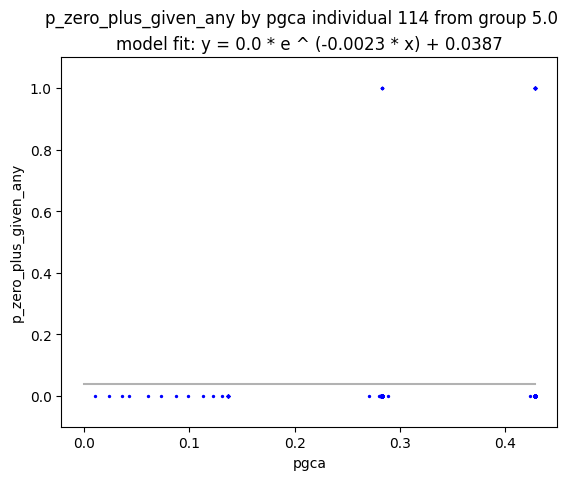 p_zero_plus_given_any by pgca individual 114 from group 5.0
model fit: y = 0.0 * e ^ (-0.0023 * x) + 0.0387
1.0
0.8
0.6
0.4
0.2
0.0
p_zero_plus_given_any
0.0 0.1 0.2 0.3 0.4
pgca